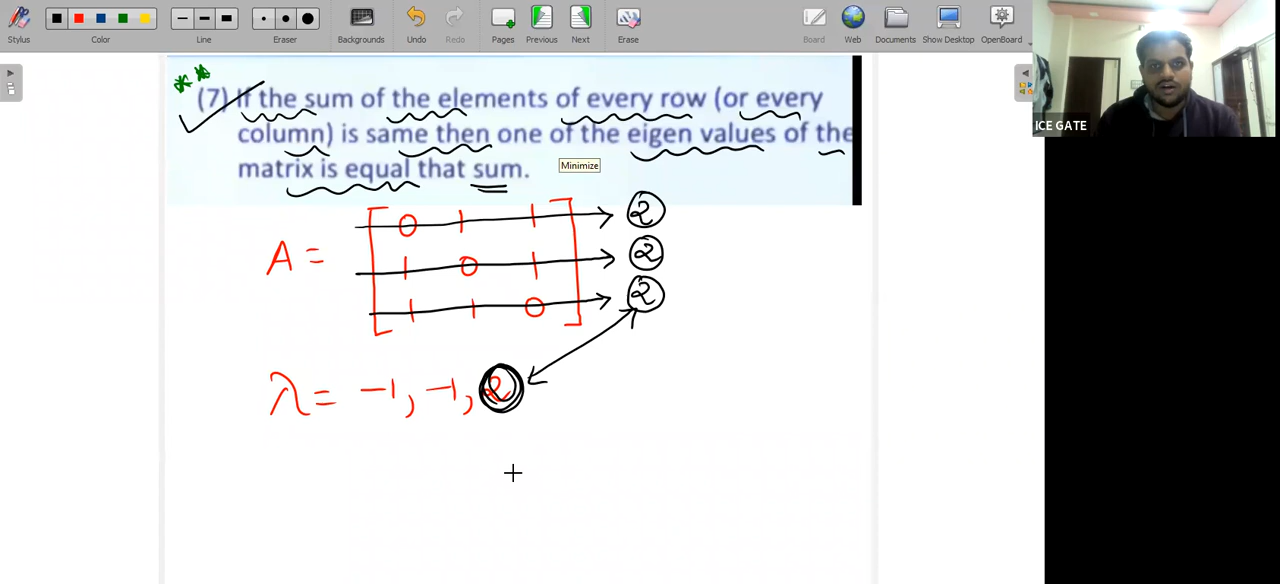 Stylus Color Line Eraser Backgrounds Undo Redo Pages Previous Next Erase Board Web Documents Show Desktop OpenBoard
ICE GATE
** (7) If the sum of the elements of every row (or every
column) is same then one of the eigen values of the
matrix is equal that sum.
Minimize
A = [ 0 1 1 → 2
1 0 1 → 2
1 1 0 ] → 2
λ = -1, -1, 2